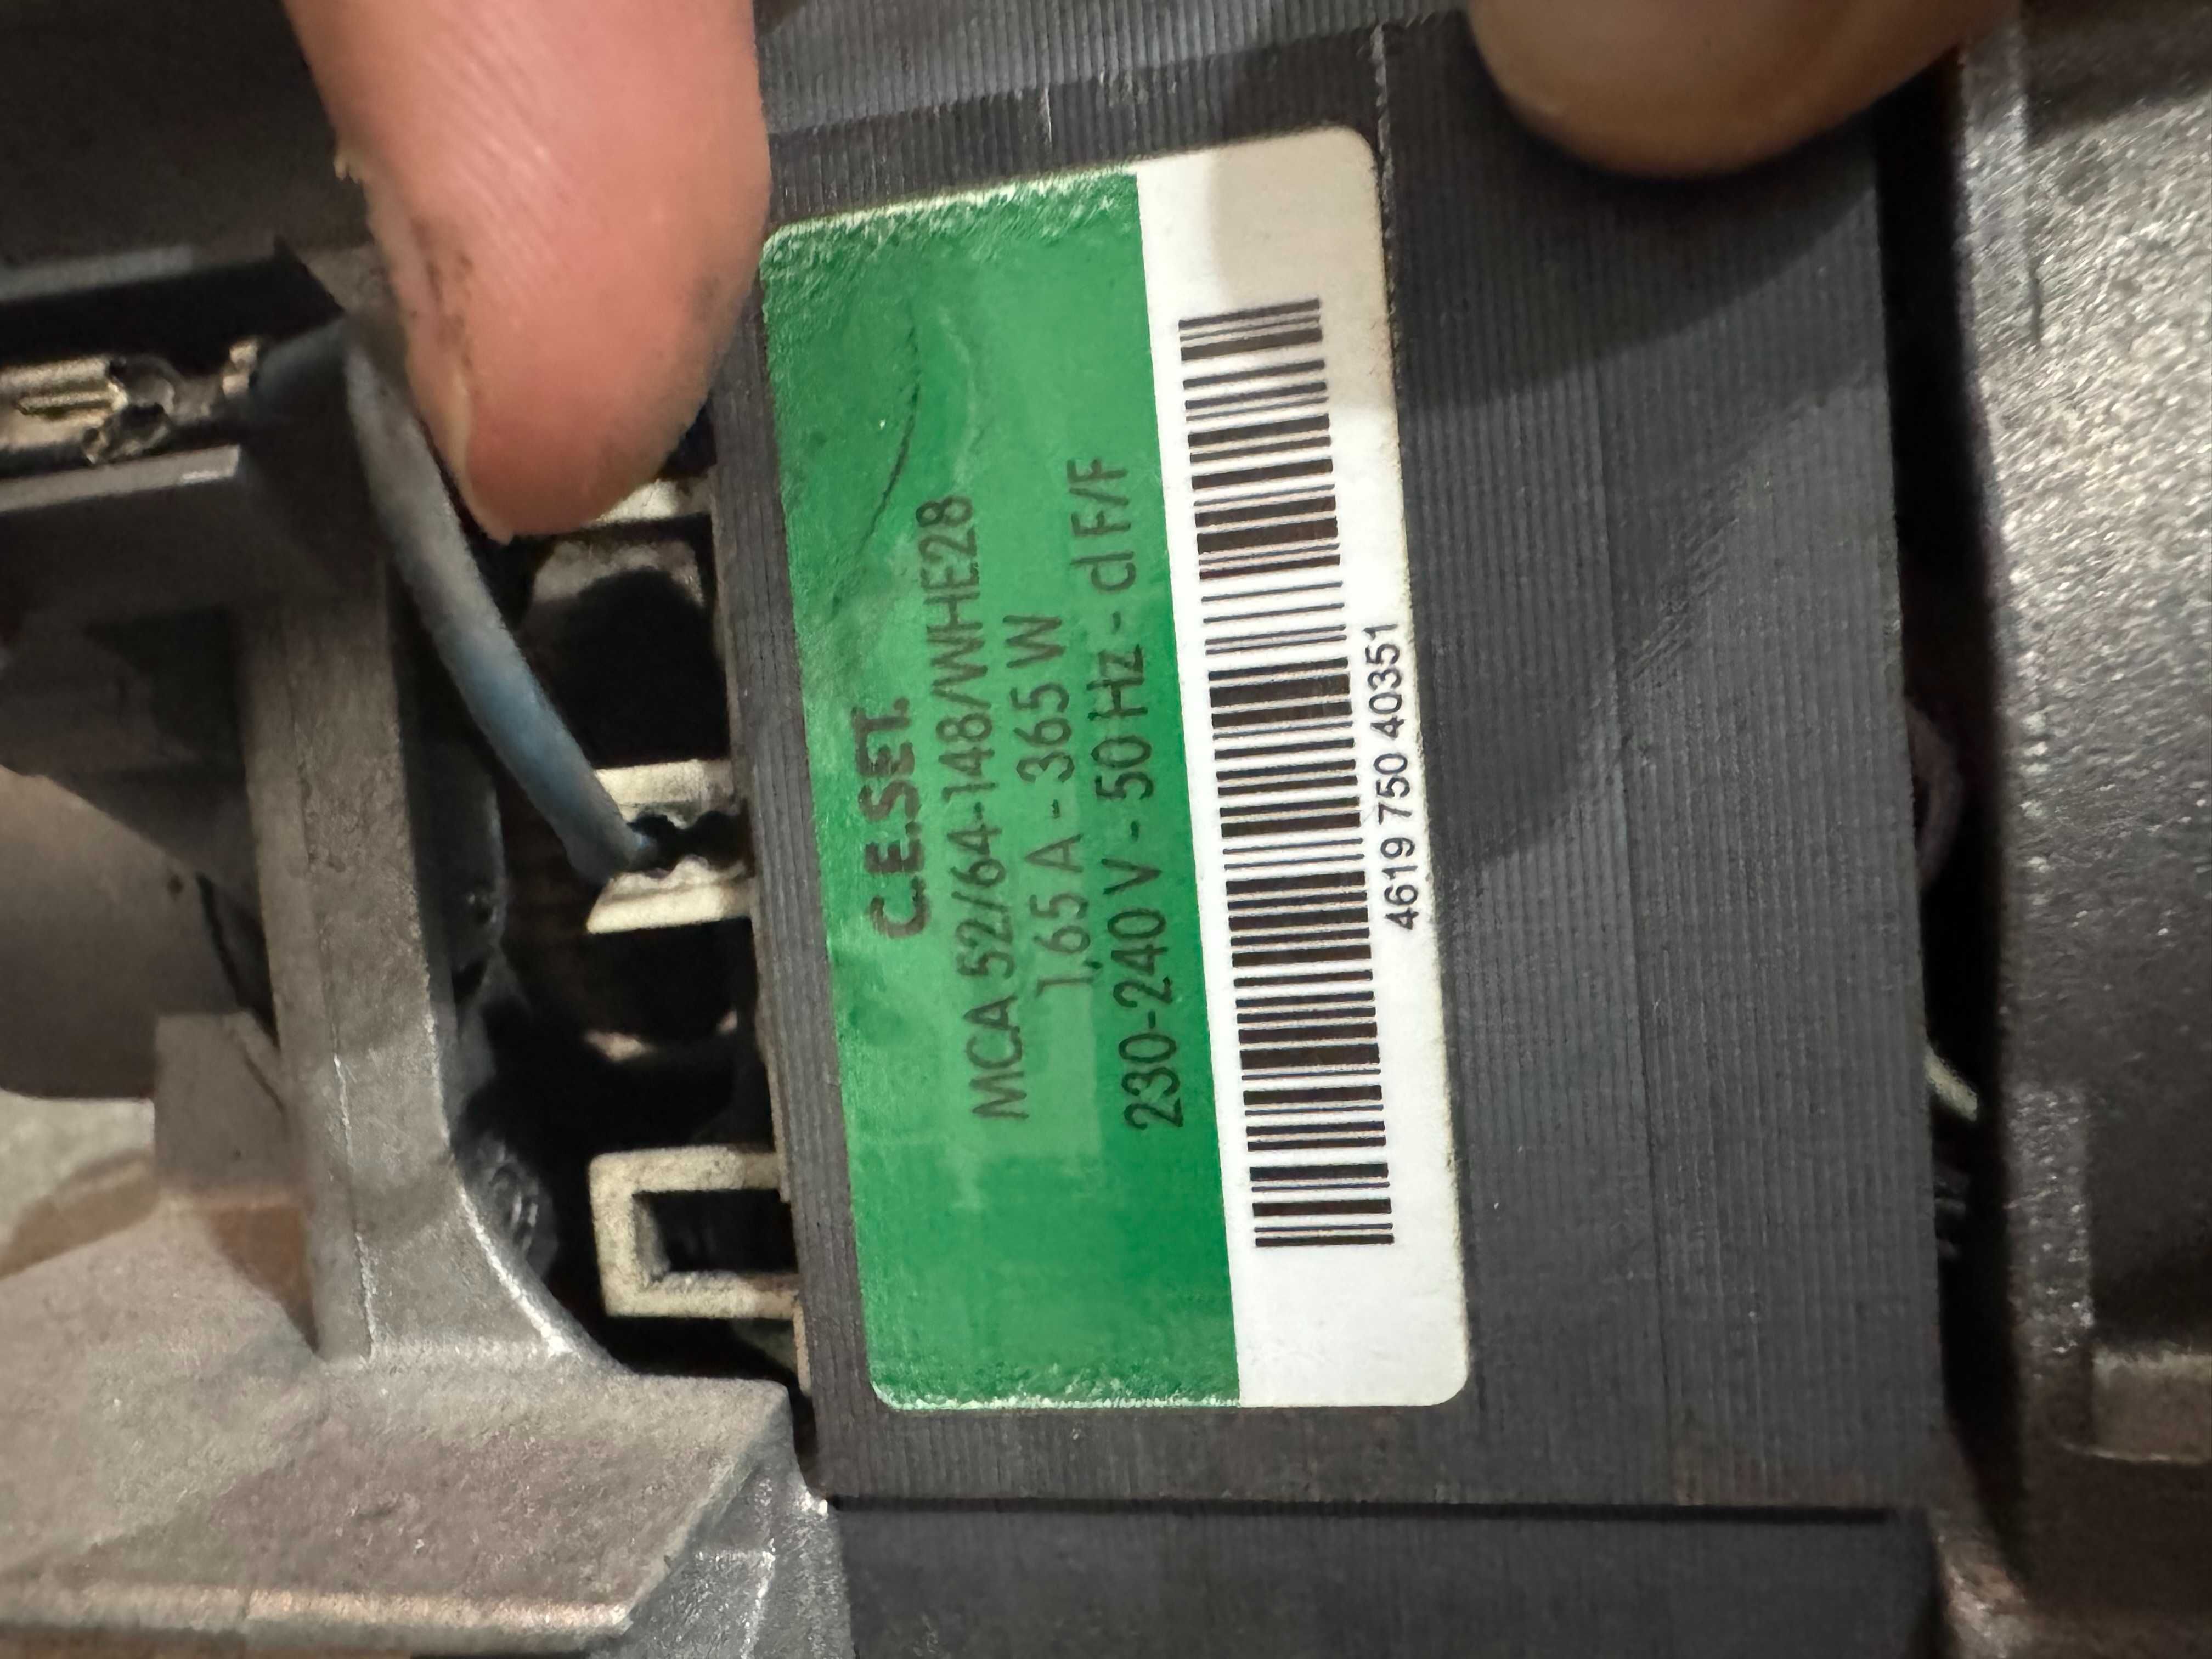 C.E.SET.
MCA 52/64-148/WHE28
1,65 A - 365 W
230-240 V - 50 Hz - cl F/F
4619 750 40351